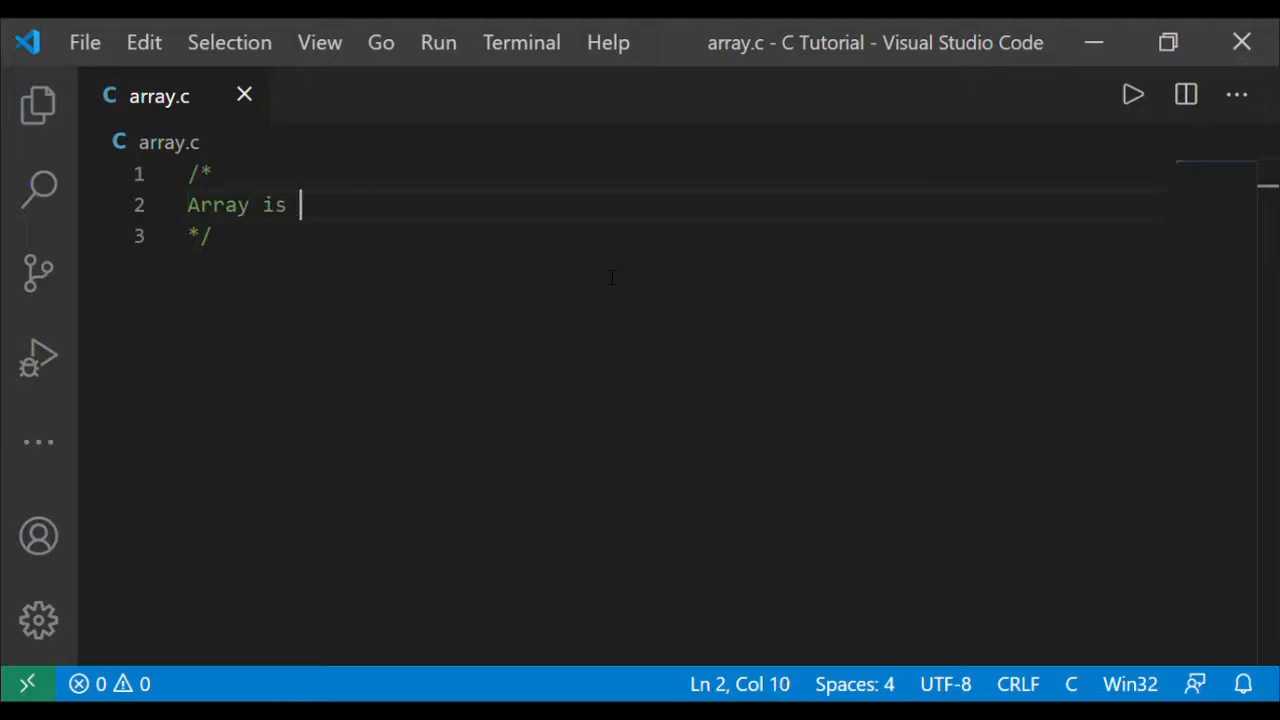 File Edit Selection View Go Run Terminal Help array.c - C Tutorial - Visual Studio Code
C array.c
C array.c
1 /*
2 Array is
3 */
0 0 Ln 2, Col 10 Spaces: 4 UTF-8 CRLF C Win32